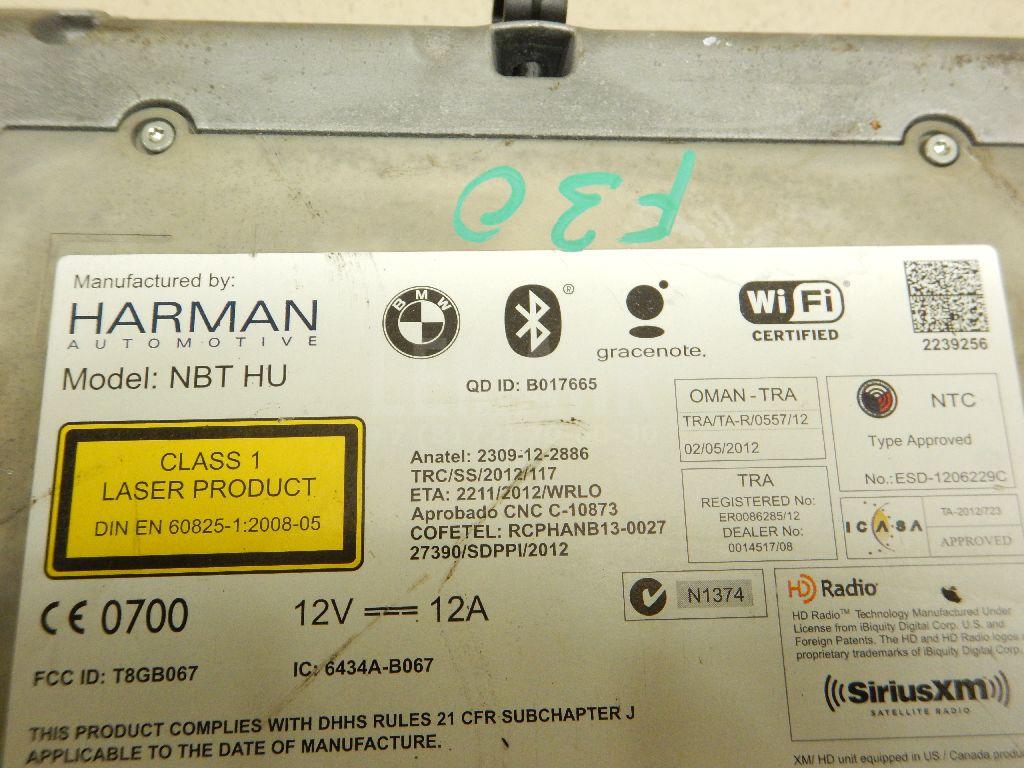 F30
Manufactured by:
HARMAN
AUTOMOTIVE
Model: NBT HU
BMW
®
gracenote.
Wi Fi
CERTIFIED
2239256
QD ID: B017665
CLASS 1
LASER PRODUCT
DIN EN 60825-1:2008-05
Anatel: 2309-12-2886
TRC/SS/2012/117
ETA: 2211/2012/WRLO
Aprobado CNC C-10873
COFETEL: RCPHANB13-0027
27390/SDPPI/2012
OMAN - TRA
TRA/TA-R/0557/12
02/05/2012
TRA
REGISTERED No:
ER0086285/12
DEALER No:
0014517/08
NTC
Type Approved
No.:ESD-1206229C
ICASA
TA-2012/723
APPROVED
CE 0700
12V ⎓ 12A
N1374
FCC ID: T8GB067
IC: 6434A-B067
HD Radio
HD Radio™ Technology Manufactured Under
License from iBiquity Digital Corp. U.S. and
Foreign Patents. The HD and HD Radio logos
proprietary trademarks of iBiquity Digital Corp.
SiriusXM
SATELLITE RADIO
THIS PRODUCT COMPLIES WITH DHHS RULES 21 CFR SUBCHAPTER J
APPLICABLE TO THE DATE OF MANUFACTURE.
XM/ HD unit equipped in US / Canada